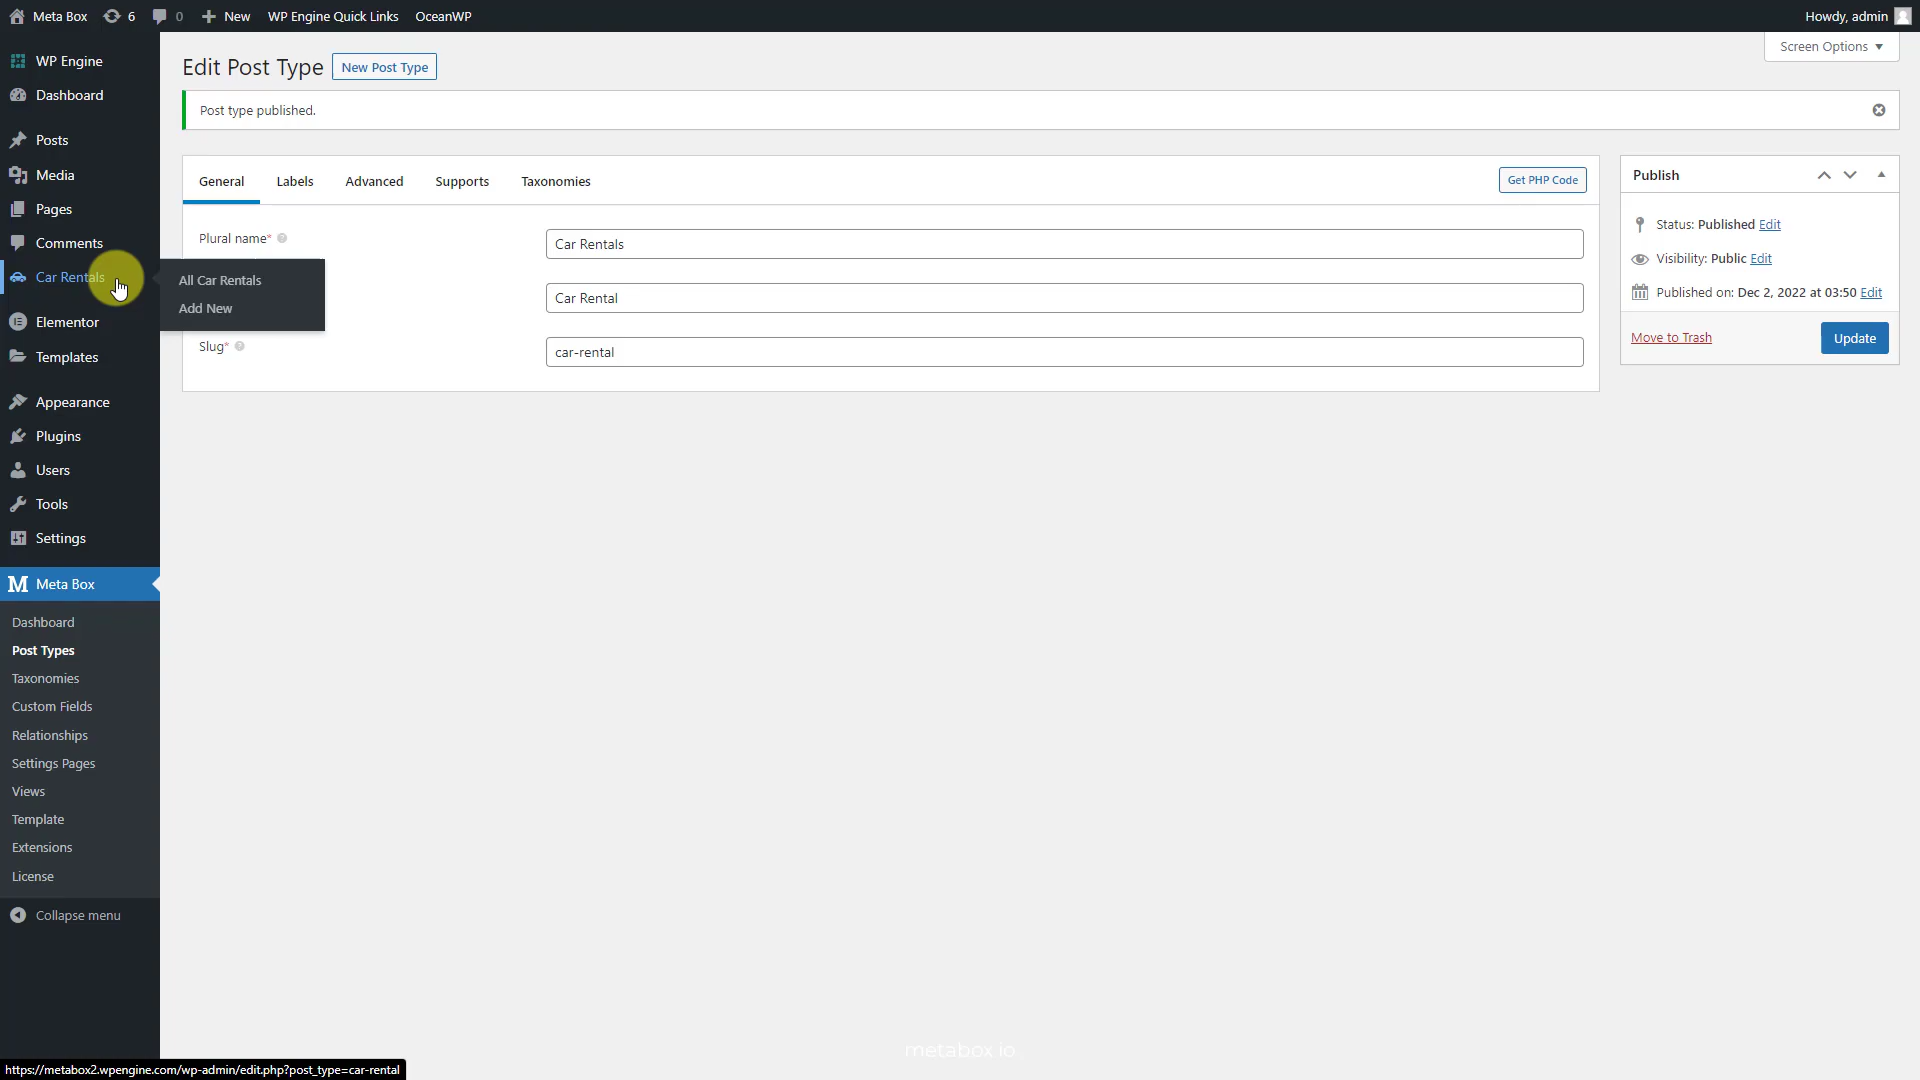 Meta Box 6 0 New WP Engine Quick Links OceanWP Howdy, admin
Screen Options
WP Engine
Dashboard
Posts
Media
Pages
Comments
Car Rentals
All Car Rentals
Add New
Elementor
Templates
Appearance
Plugins
Users
Tools
Settings
Meta Box
Dashboard
Post Types
Taxonomies
Custom Fields
Relationships
Settings Pages
Views
Template
Extensions
License
Collapse menu
Edit Post Type New Post Type
Post type published.
General Labels Advanced Supports Taxonomies Get PHP Code
Plural name* Car Rentals
Car Rental
Slug* car-rental
Publish
Status: Published Edit
Visibility: Public Edit
Published on: Dec 2, 2022 at 03:50 Edit
Move to Trash Update
metabox.io
https://metabox2.wpengine.com/wp-admin/edit.php?post_type=car-rental